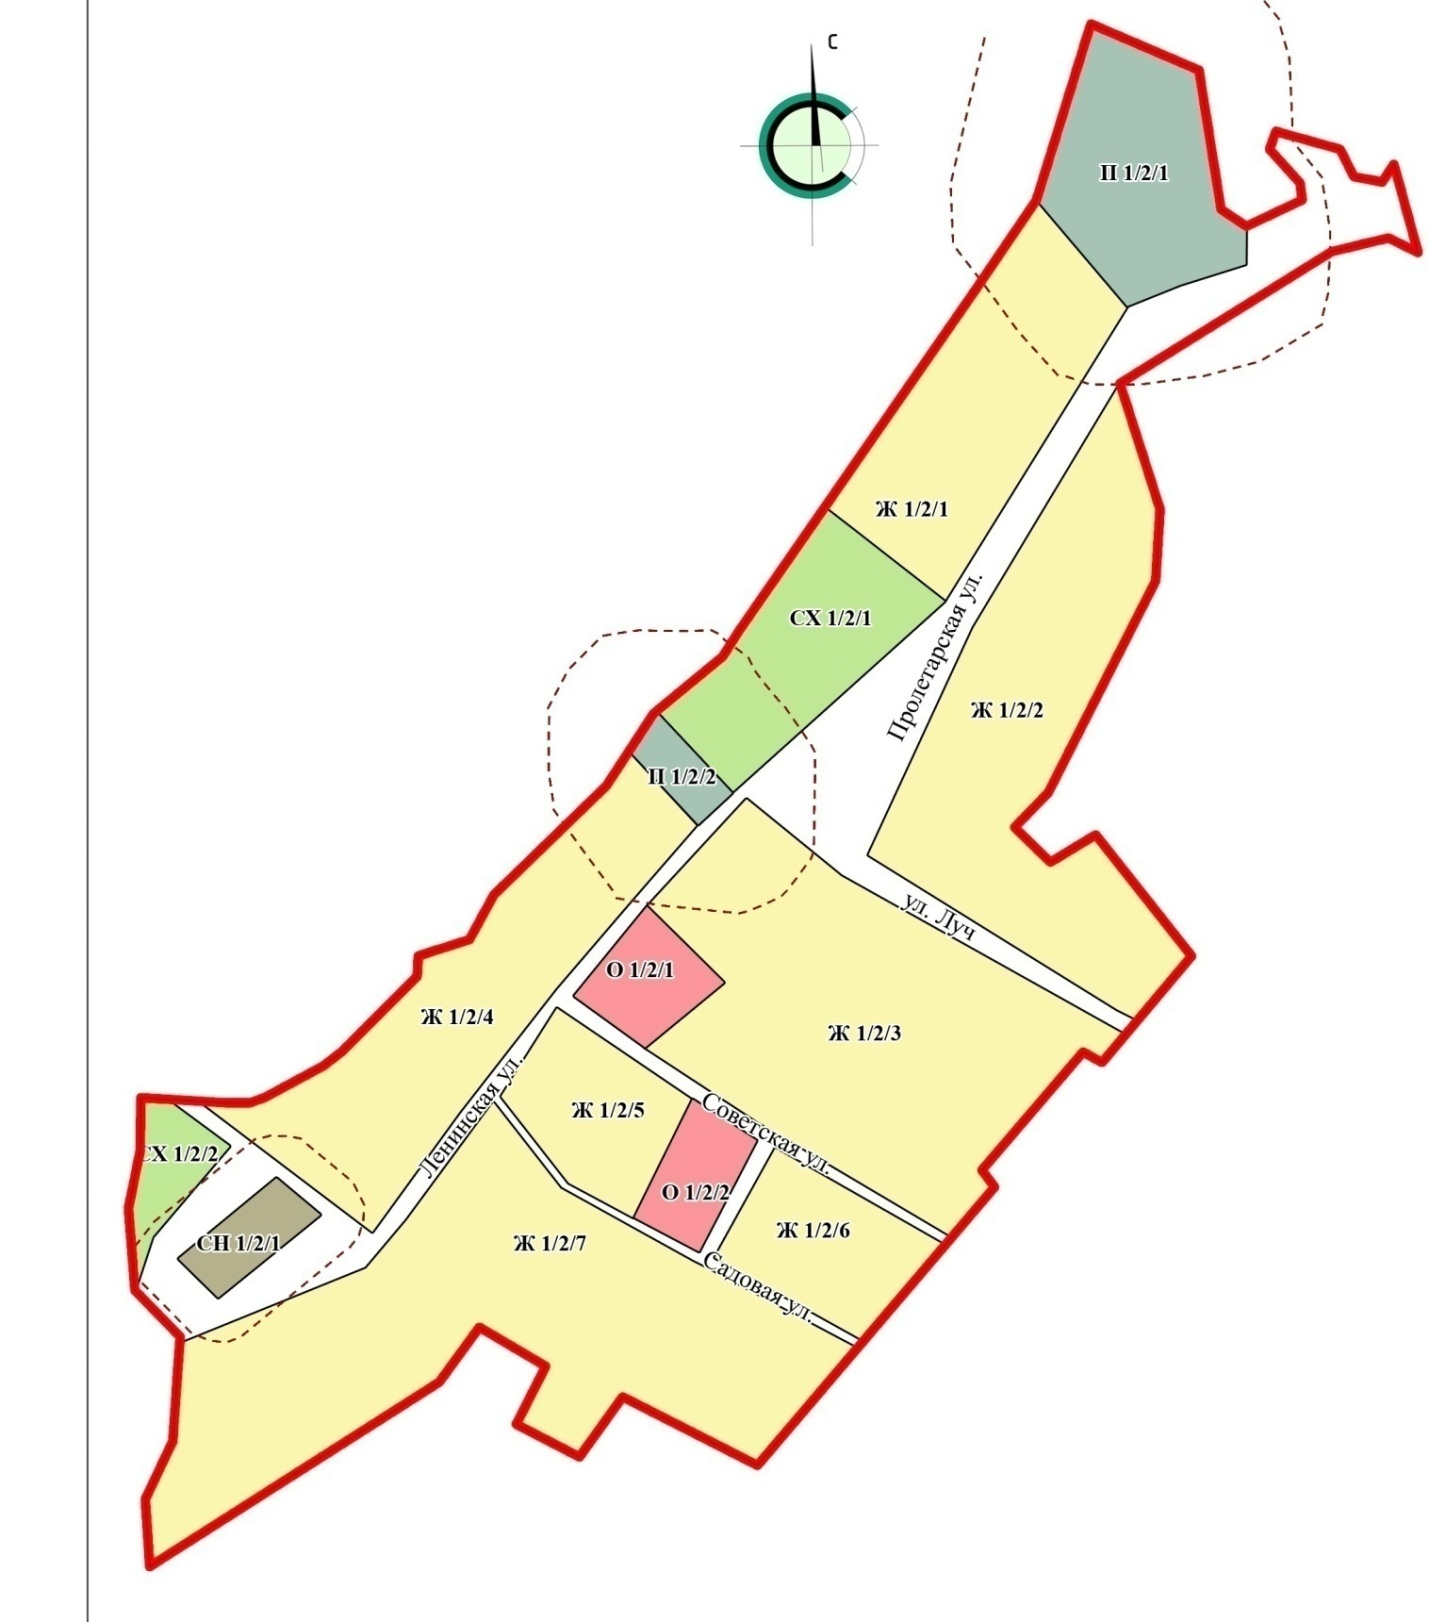 С
П 1/2/1
Ж 1/2/1
СХ 1/2/1
Пролетарская ул.
Ж 1/2/2
П 1/2/2
ул. Луч
О 1/2/1
Ж 1/2/4
Ж 1/2/3
Ленинская ул.
Ж 1/2/5
Советская ул.
СХ 1/2/2
О 1/2/2
Ж 1/2/6
СН 1/2/1
Ж 1/2/7
Садовая ул.